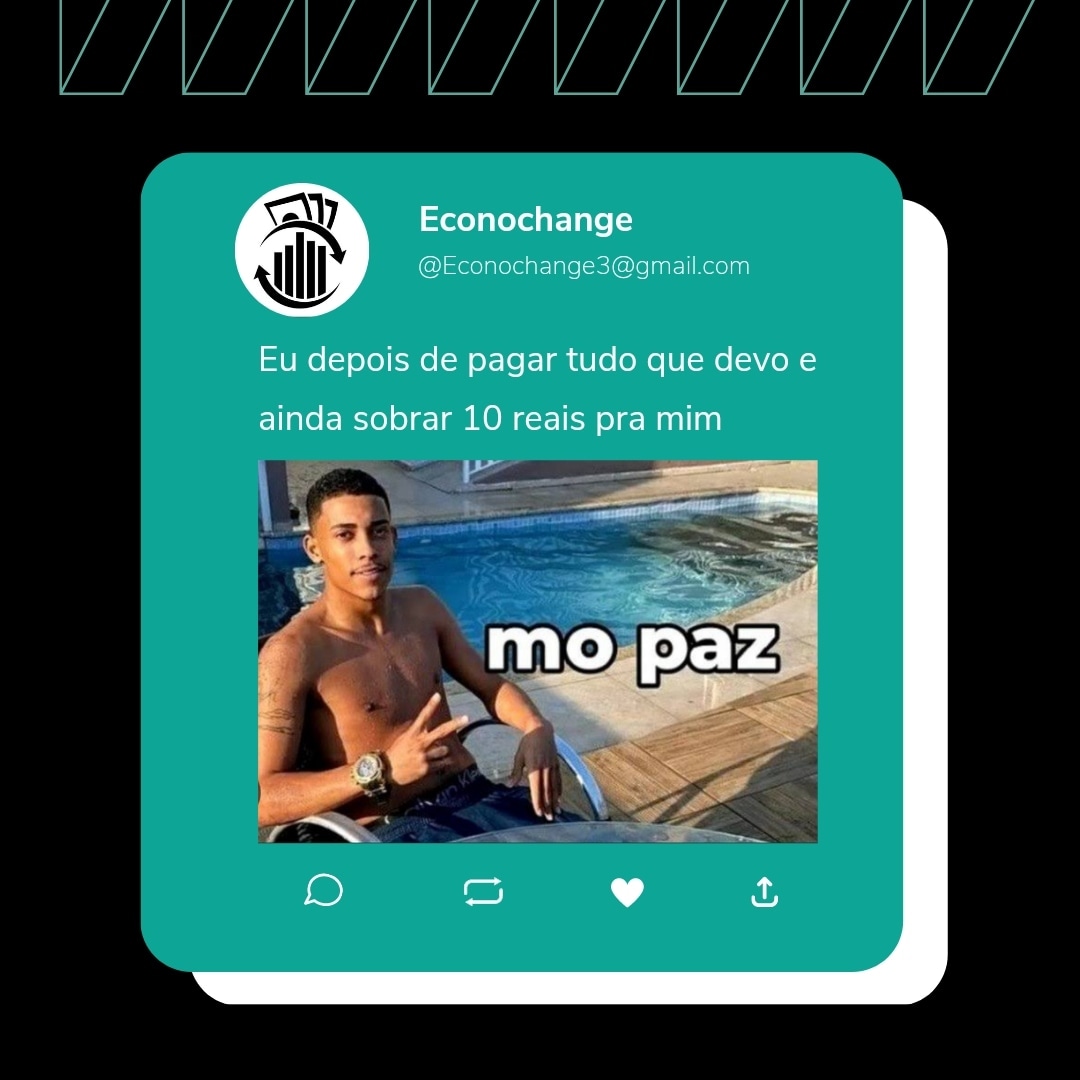 Econochange
@Econochange3@gmail.com
Eu depois de pagar tudo que devo e
ainda sobrar 10 reais pra mim
mo paz